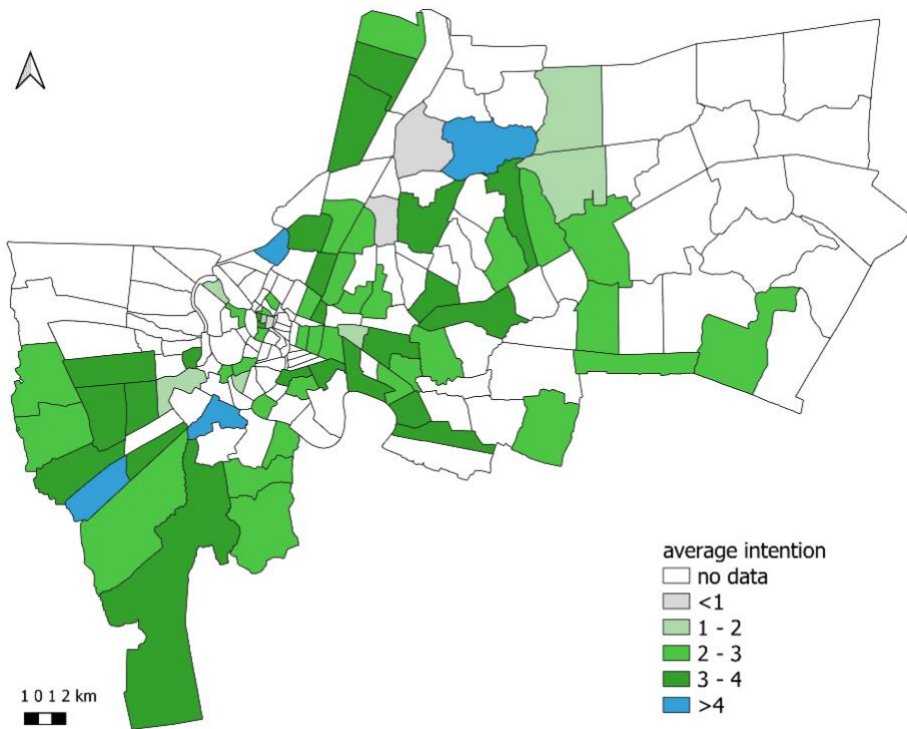 average intention
no data
<1
1 - 2
2 - 3
3 - 4
>4
1 0 1 2 km